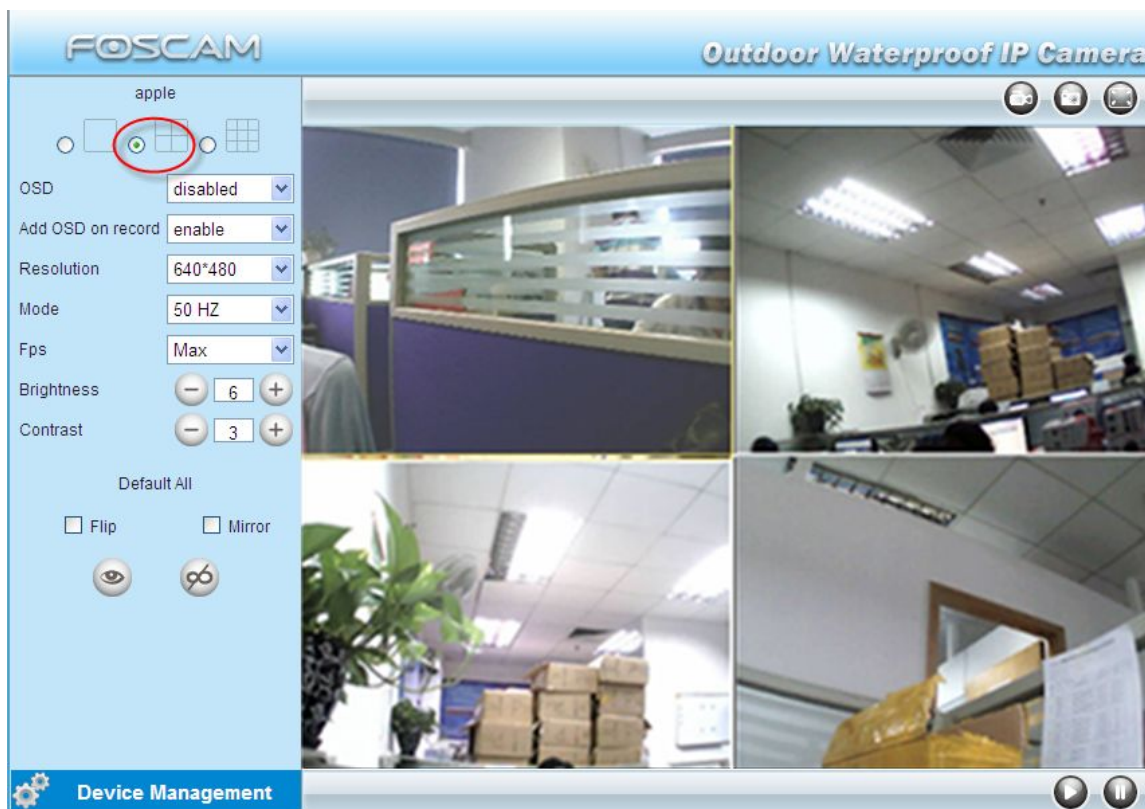 FOSCAM
Outdoor Waterproof IP Camera
apple
OSD disabled
Add OSD on record enable
Resolution 640*480
Mode 50 HZ
Fps Max
Brightness 6
Contrast 3
Default All
Flip Mirror
Device Management